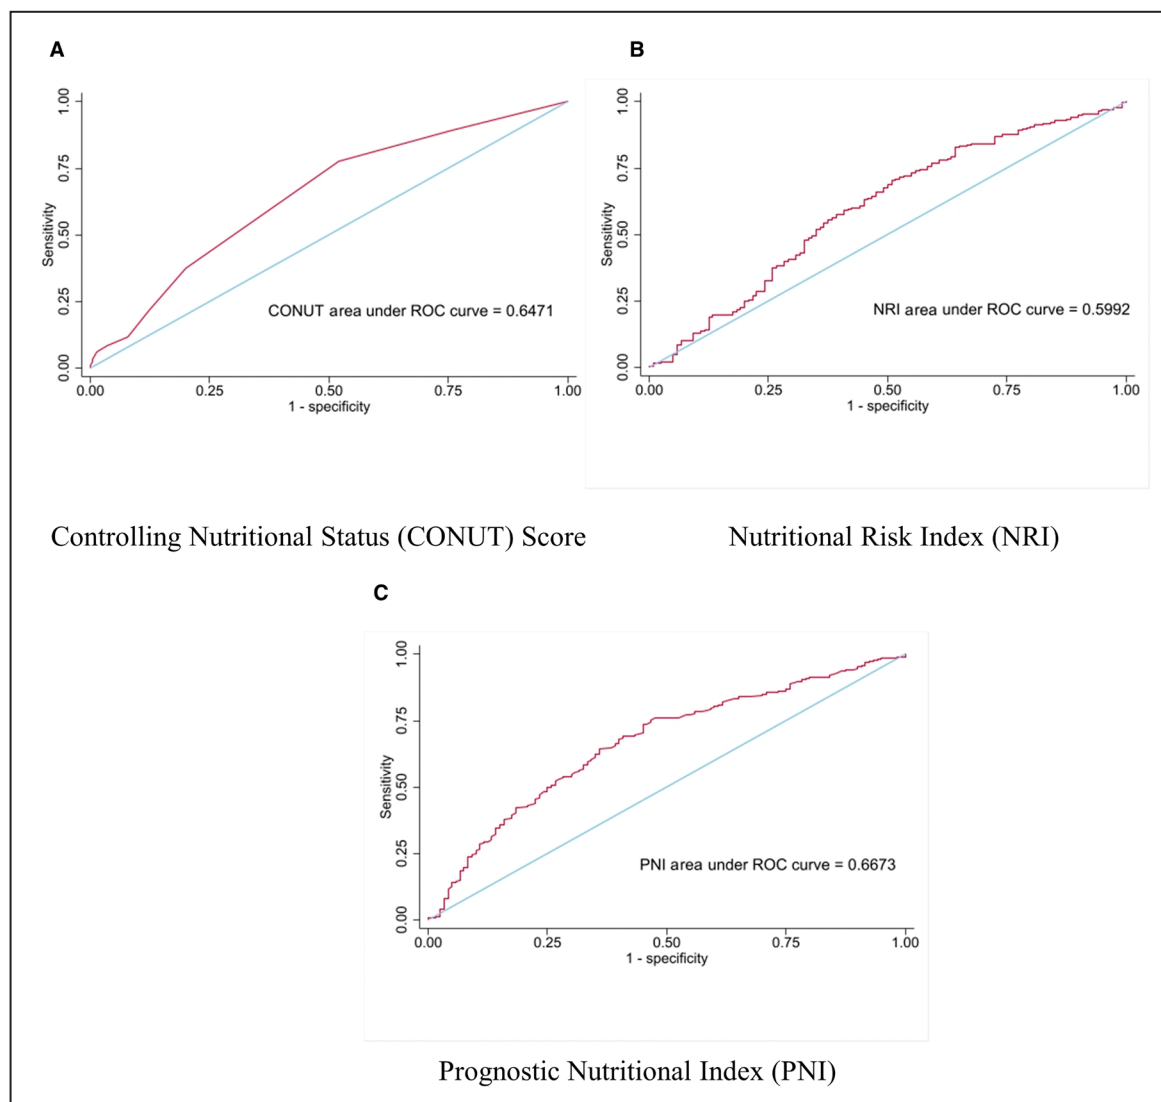 A
1.00
0.75
0.50
0.25
0.00
Sensitivity
CONUT area under ROC curve = 0.6471
0.00 0.25 0.50 0.75 1.00
1 - specificity
Controlling Nutritional Status (CONUT) Score
B
1.00
0.75
0.50
0.25
0.00
Sensitivity
NRI area under ROC curve = 0.5992
0.00 0.25 0.50 0.75 1.00
1 - specificity
Nutritional Risk Index (NRI)
C
1.00
0.75
0.50
0.25
0.00
Sensitivity
PNI area under ROC curve = 0.6673
0.00 0.25 0.50 0.75 1.00
1 - specificity
Prognostic Nutritional Index (PNI)